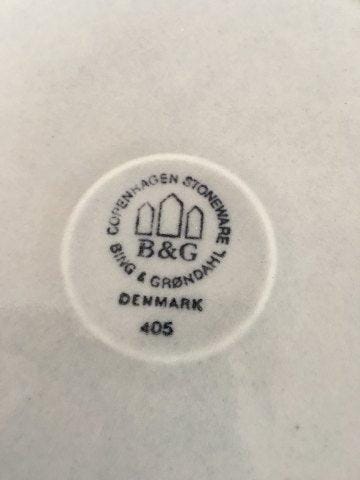 COPENHAGEN STONEWARE
B&G
BING & GRØNDAHL
DENMARK
405